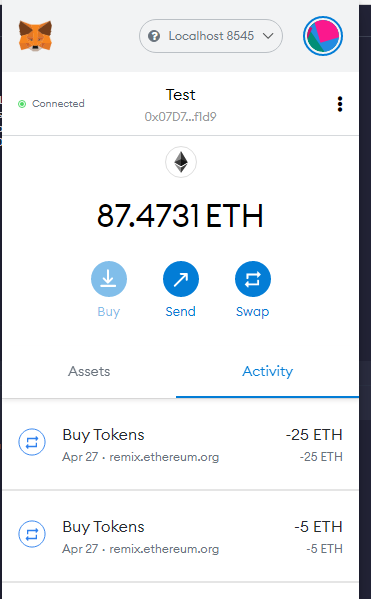 Localhost 8545
Connected
Test
0x07D7...f1d9
87.4731 ETH
Buy
Send
Swap
Assets
Activity
Buy Tokens
-25 ETH
Apr 27 · remix.ethereum.org
-25 ETH
Buy Tokens
-5 ETH
Apr 27 · remix.ethereum.org
-5 ETH